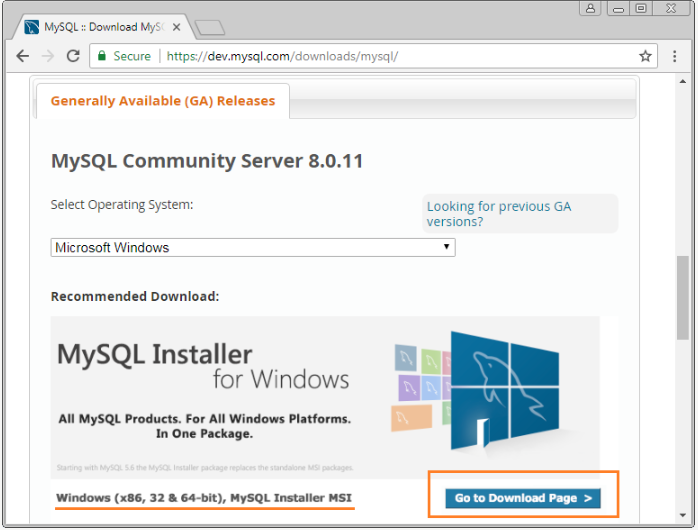 MySQL :: Download MySQ
Secure https://dev.mysql.com/downloads/mysql/
Generally Available (GA) Releases
MySQL Community Server 8.0.11
Select Operating System:
Looking for previous GA
versions?
Microsoft Windows
Recommended Download:
MySQL Installer
for Windows
All MySQL Products. For All Windows Platforms.
In One Package.
Starting with MySQL 5.6 the MySQL Installer package replaces the standalone MSI packages.
Windows (x86, 32 & 64-bit), MySQL Installer MSI
Go to Download Page >